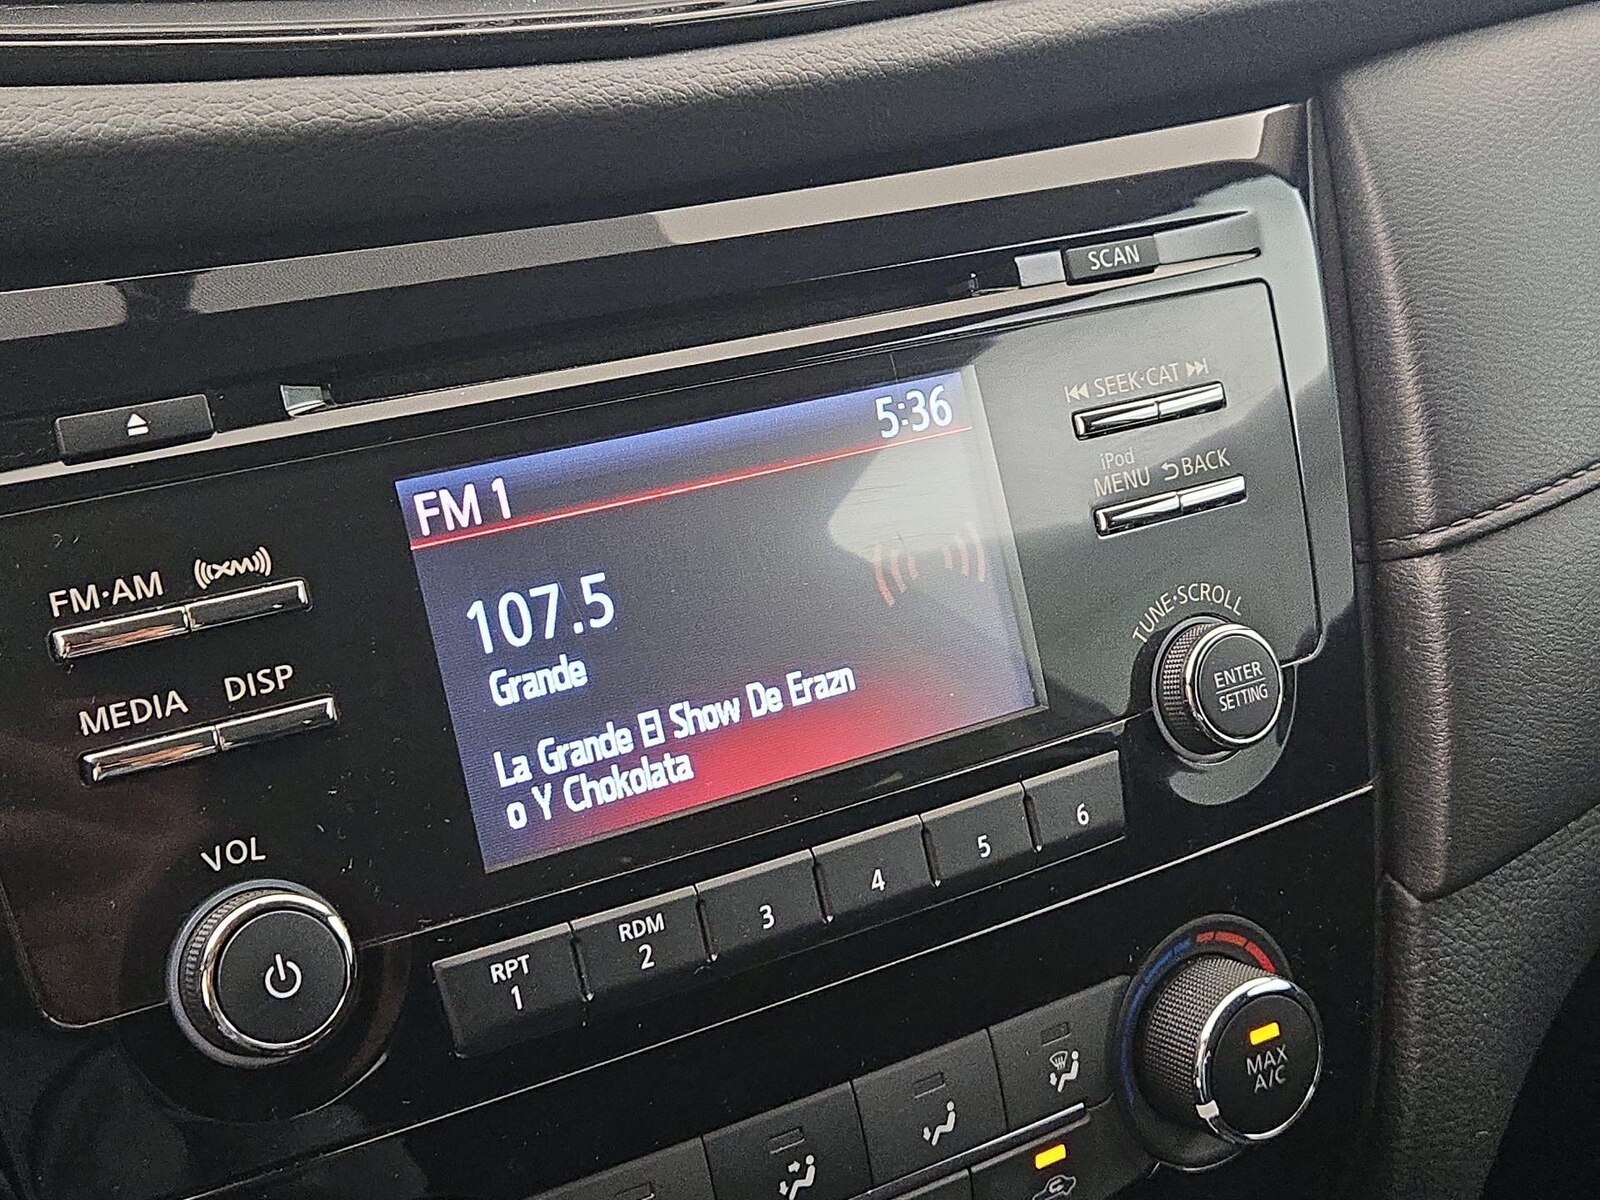 SCAN
SEEK·CAT
iPod
MENU BACK
5:36
FM 1
FM·AM XM
107.5
Grande
La Grande El Show De Erazn
o Y Chokolata
TUNE·SCROLL
ENTER
SETTING
MEDIA DISP
VOL
RPT
1
RDM
2
3
4
5
6
MAX
A/C